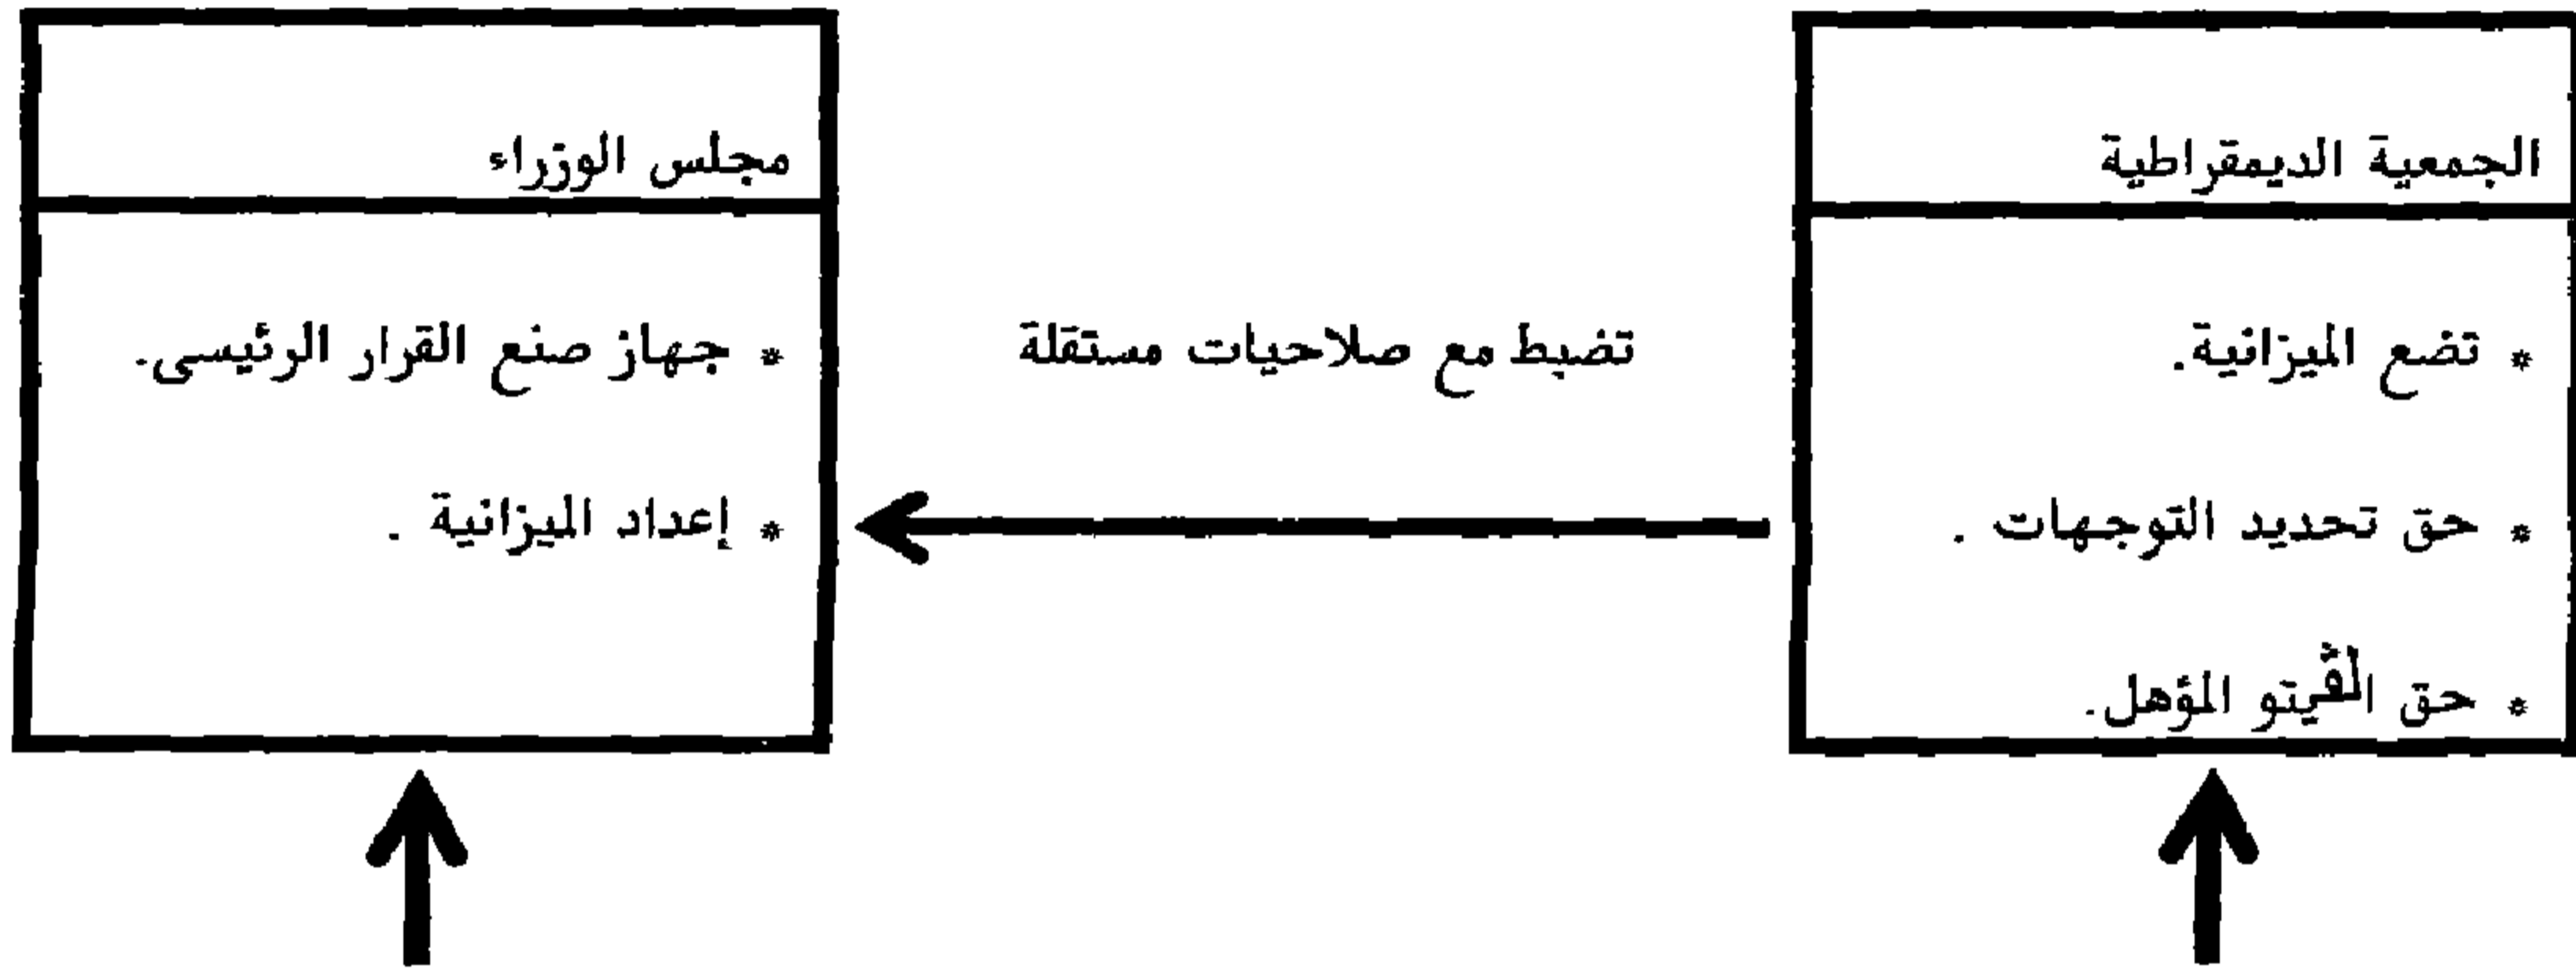 الجمعية الديمقراطية
* تضع الميزانية.
* حق تحديد التوجهات .
* حق الڤيتو المؤهل.
تضبط مع صلاحيات مستقلة
مجلس الوزراء
* جهاز صنع القرار الرئيسى.
* إعداد الميزانية .